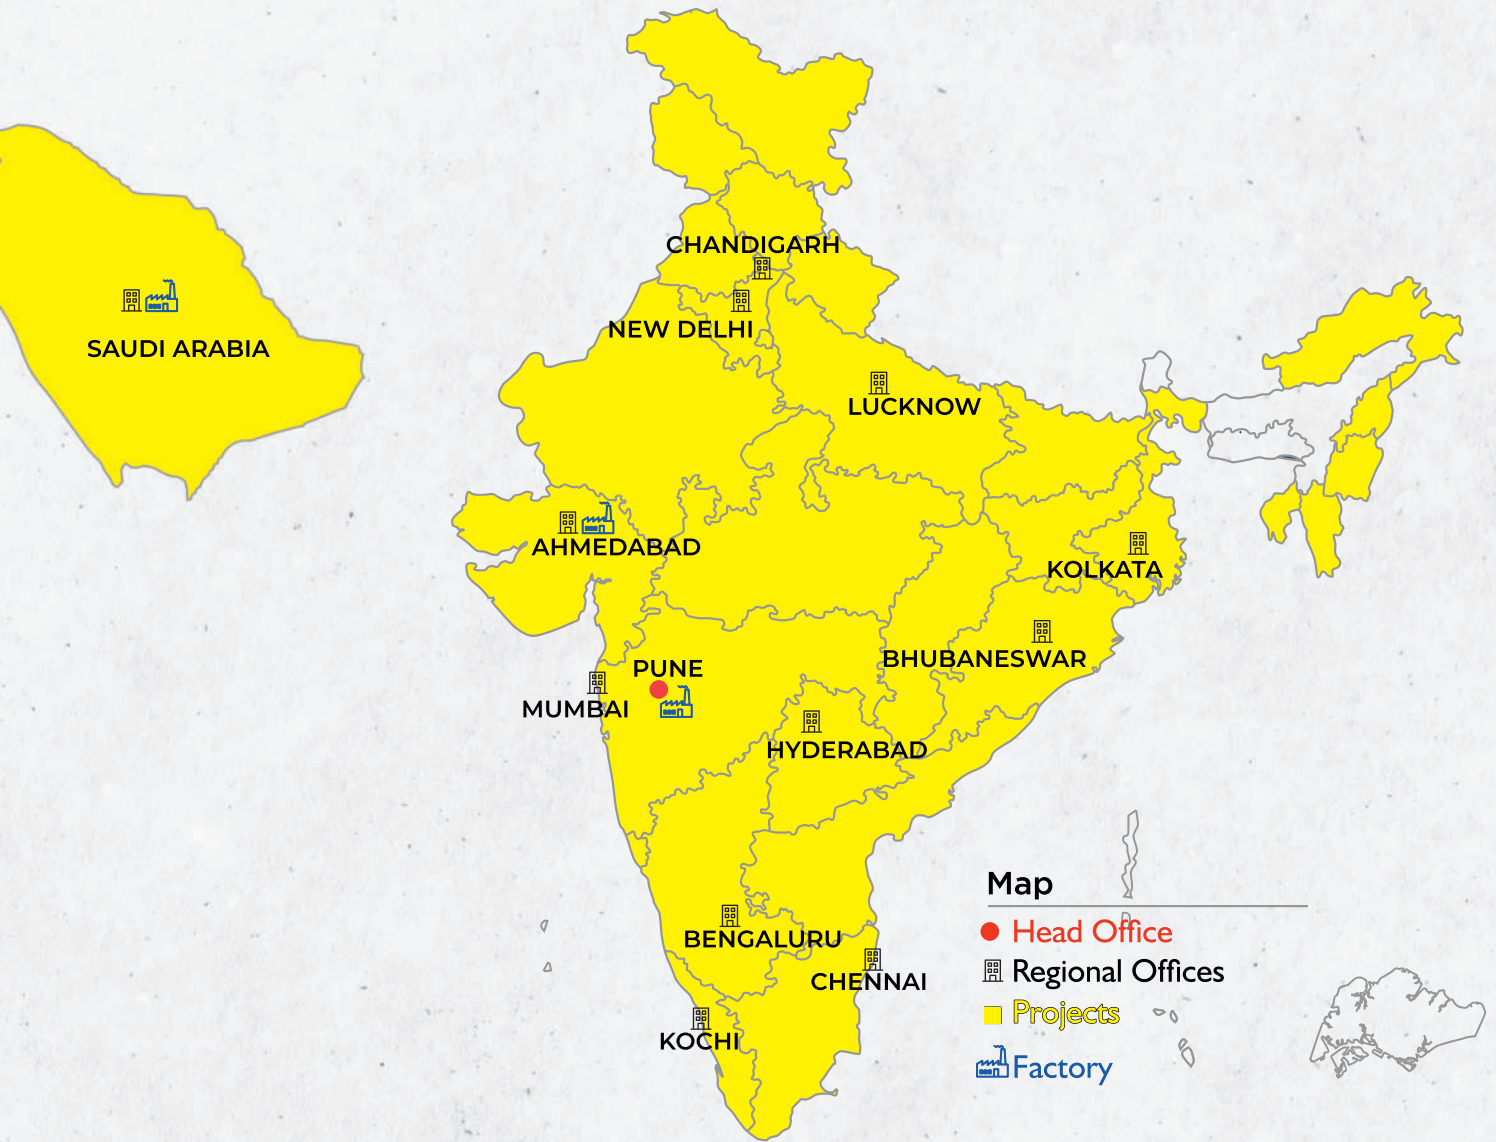 CHANDIGARH
NEW DELHI
SAUDI ARABIA
LUCKNOW
AHMEDABAD
KOLKATA
BHUBANESWAR
PUNE
MUMBAI
HYDERABAD
BENGALURU
CHENNAI
KOCHI
Map
Head Office
Regional Offices
Projects
Factory